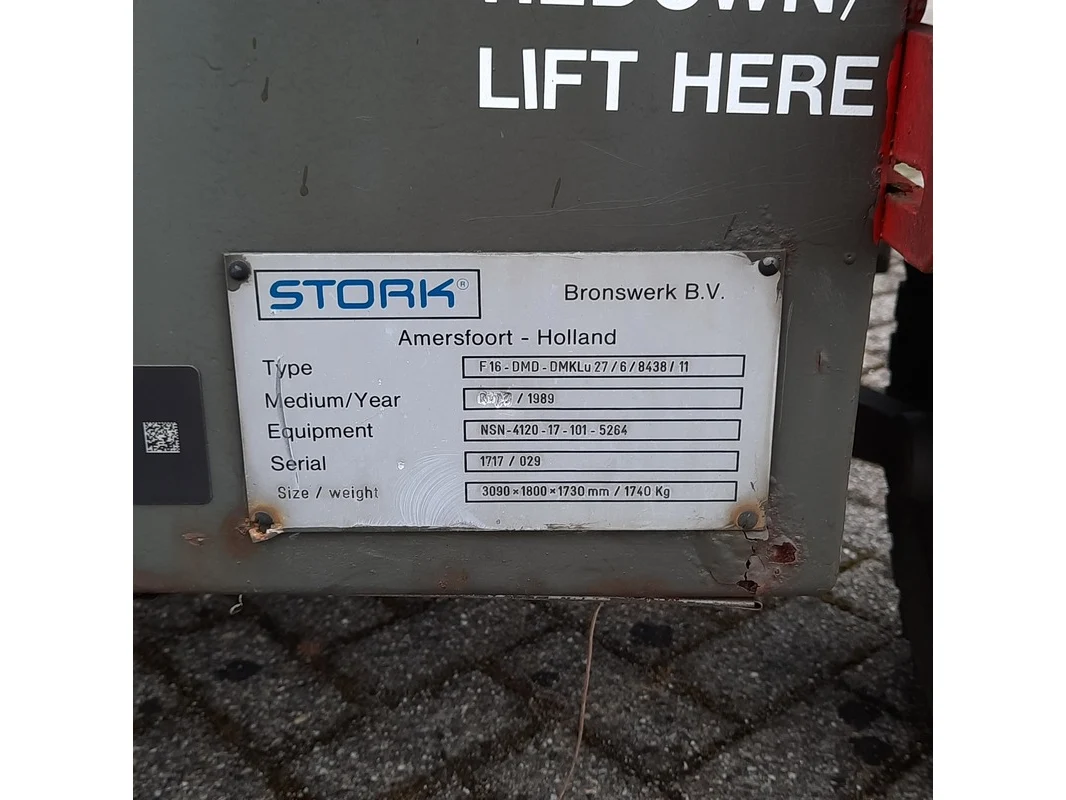 LIFT HERE
STORK®
Bronswerk B.V.
Amersfoort - Holland
Type F16-DMD-DMKLu 27/6/8438/11
Medium/Year / 1989
Equipment NSN-4120-17-101-5264
Serial 1717 / 029
Size / weight 3090×1800×1730 mm / 1740 Kg